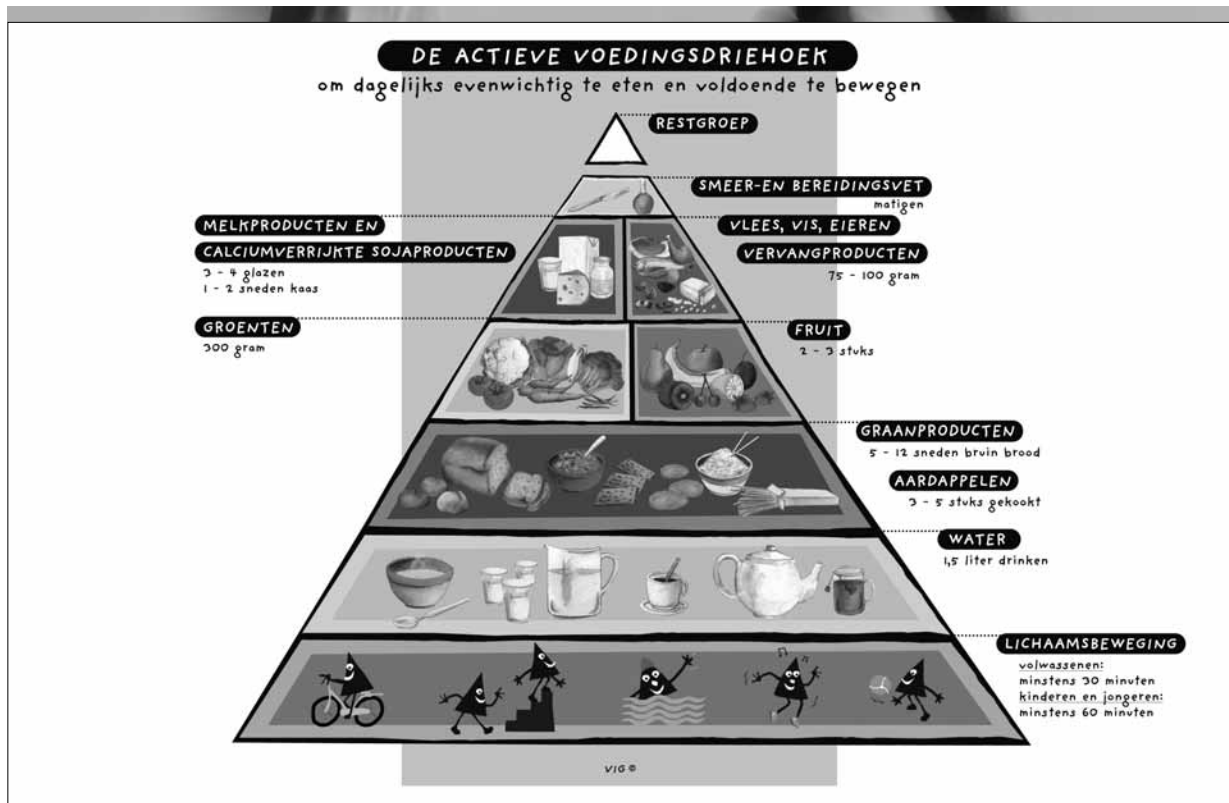 DE ACTIEVE VOEDINGSDRIEHOEK
om dagelijks evenwichtig te eten en voldoende te bewegen
RESTGROEP
SMEER-EN BEREIDINGSVET
matigen
MELKPRODUCTEN EN
CALCIUMVERRIJKTE SOJAPRODUCTEN
3 - 4 glazen
1 - 2 sneden kaas
VLEES, VIS, EIEREN
VERVANGPRODUCTEN
75 - 100 gram
GROENTEN
300 gram
FRUIT
2 - 3 stuks
GRAANPRODUCTEN
5 - 12 sneden bruin brood
AARDAPPELEN
3 - 5 stuks gekookt
WATER
1,5 liter drinken
LICHAAMSBEWEGING
volwassenen:
minstens 30 minuten
kinderen en jongeren:
minstens 60 minuten
VIG ©